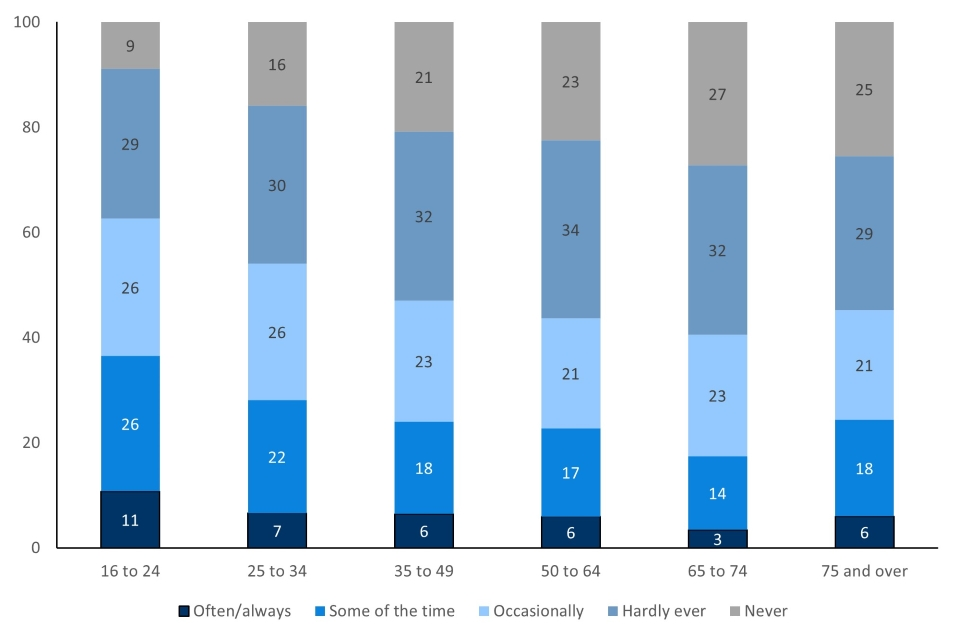 100
9 16 21 23 27 25
80
29 30 32 34 32 29
60
26 26 23 21 23 21
40
26 22 18 17 14 18
20
11 7 6 6 3 6
0
16 to 24 25 to 34 35 to 49 50 to 64 65 to 74 75 and over
Often/always Some of the time Occasionally Hardly ever Never